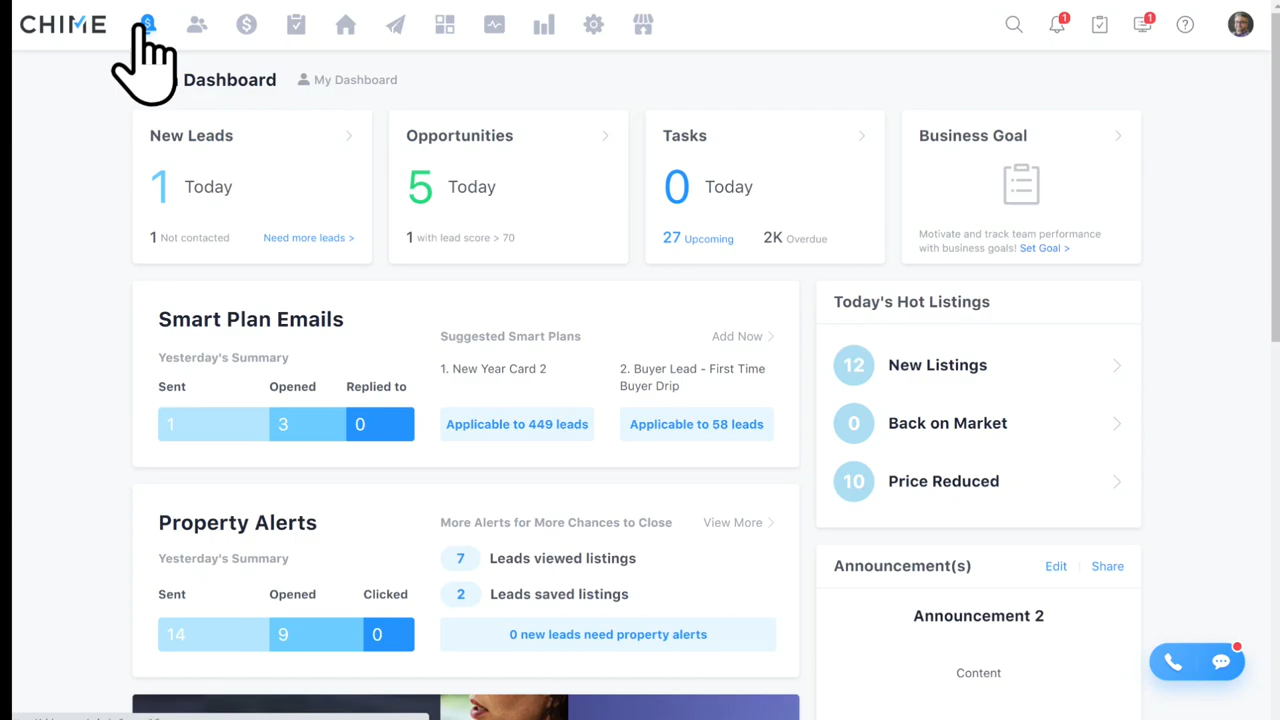 CHIME
1
1
Dashboard
My Dashboard
New Leads
1 Today
1 Not contacted
Need more leads >
Opportunities
5 Today
1 with lead score > 70
Tasks
0 Today
27 Upcoming
2K Overdue
Business Goal
Motivate and track team performance
with business goals! Set Goal >
Smart Plan Emails
Yesterday's Summary
Sent Opened Replied to
1 3 0
Suggested Smart Plans
Add Now
1. New Year Card 2
Applicable to 449 leads
2. Buyer Lead - First Time
Buyer Drip
Applicable to 58 leads
Today's Hot Listings
12 New Listings
0 Back on Market
10 Price Reduced
Property Alerts
Yesterday's Summary
Sent Opened Clicked
14 9 0
More Alerts for More Chances to Close
View More
7 Leads viewed listings
2 Leads saved listings
0 new leads need property alerts
Announcement(s)
Edit
Share
Announcement 2
Content